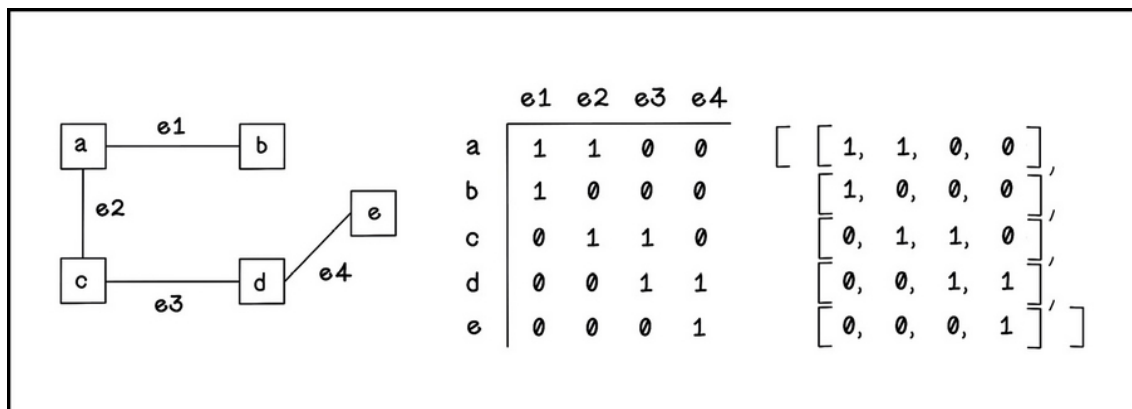 e1
a b
e2
e
c d
e4
e3
e1 e2 e3 e4
a 1 1 0 0
b 1 0 0 0
c 0 1 1 0
d 0 0 1 1
e 0 0 0 1
[ [1, 1, 0, 0],
[1, 0, 0, 0],
[0, 1, 1, 0],
[0, 0, 1, 1],
[0, 0, 0, 1] ]